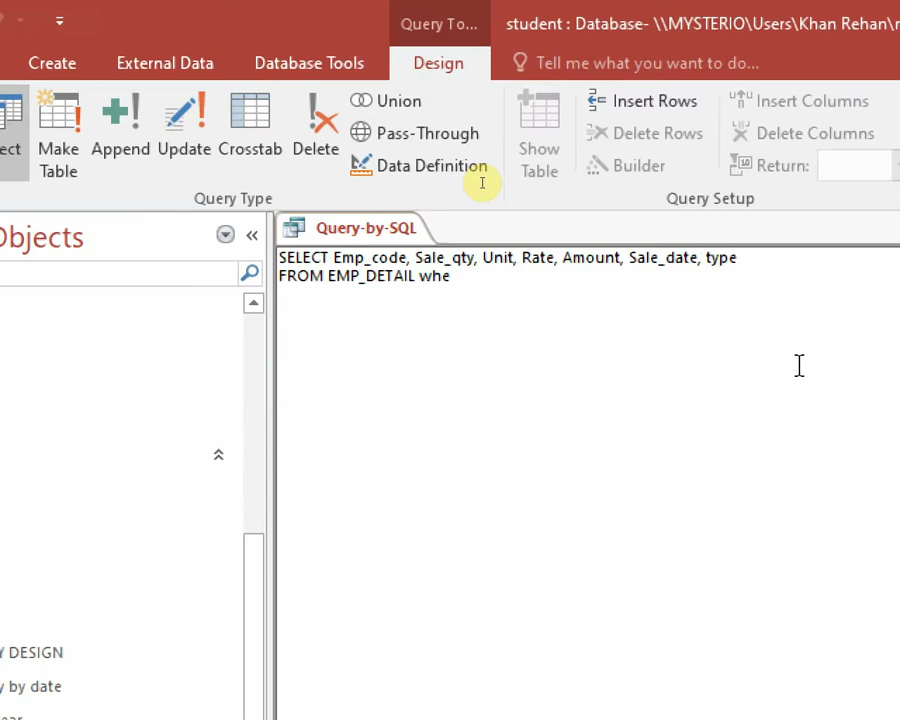 Query To...
student : Database- \\MYSTERIO\Users\Khan Rehan\
Create
External Data
Database Tools
Design
Tell me what you want to do...
Make Table
Append
Update
Crosstab
Delete
Union
Pass-Through
Data Definition
Show Table
Insert Rows
Delete Rows
Builder
Insert Columns
Delete Columns
Return:
Query Type
Query Setup
Objects
Query-by-SQL
SELECT Emp_code, Sale_qty, Unit, Rate, Amount, Sale_date, type
FROM EMP_DETAIL whe
DESIGN
by date